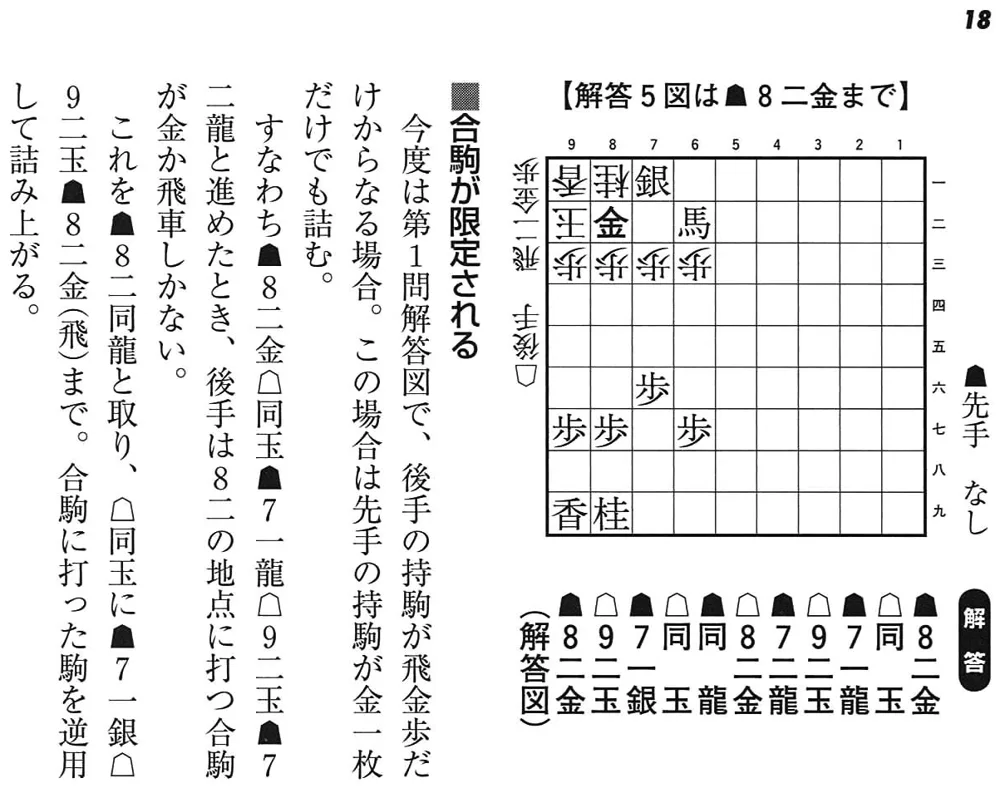 18
【解答5図は☗8二金まで】
9 8 7 6 5 4 3 2 1
香桂銀 一
王金馬 二
歩歩歩歩 三
四
五
歩 六
歩歩歩 七
八
香桂 九
☖後手 飛二金歩
☗先手 なし
解答
☗8二金
☖同玉
☗7一龍
☖9二玉
☗7二龍
☖8二金
☗同龍
☖同玉
☗7一銀
☖9二玉
☗8二金
(解答図)
■合駒が限定される
今度は第1問解答図で、後手の持駒が飛金歩だ
けからなる場合。この場合は先手の持駒が金一枚
だけでも詰む。
すなわち☗8二金☖同玉☗7一龍☖9二玉☗7
二龍と進めたとき、後手は8二の地点に打つ合駒
が金か飛車しかない。
これを☗8二同龍と取り、☖同玉に☗7一銀☖
9二玉☗8二金(飛)まで。合駒に打った駒を逆用
して詰み上がる。